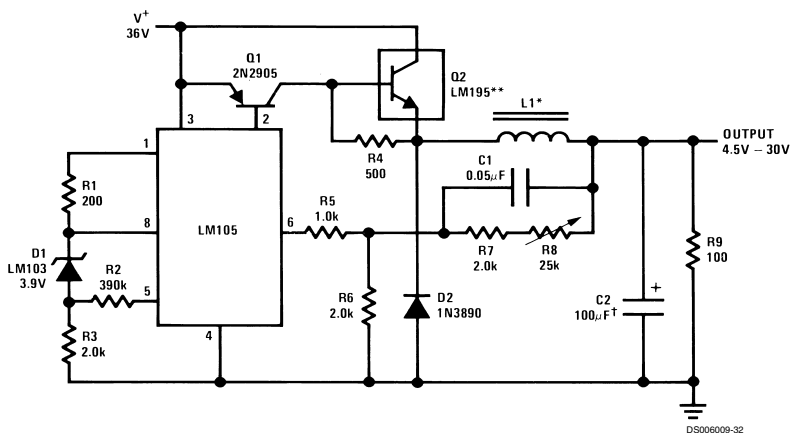 V+
36V
Q1
2N2905
Q2
LM195**
L1*
OUTPUT
4.5V – 30V
3
2
1
R4
500
C1
0.05µF
R1
200
8
LM105
6
R5
1.0k
R7
2.0k
R8
25k
R9
100
D1
LM103
3.9V
R2
390k
5
R6
2.0k
D2
1N3890
+
C2
100µF†
R3
2.0k
4
DS006009-32